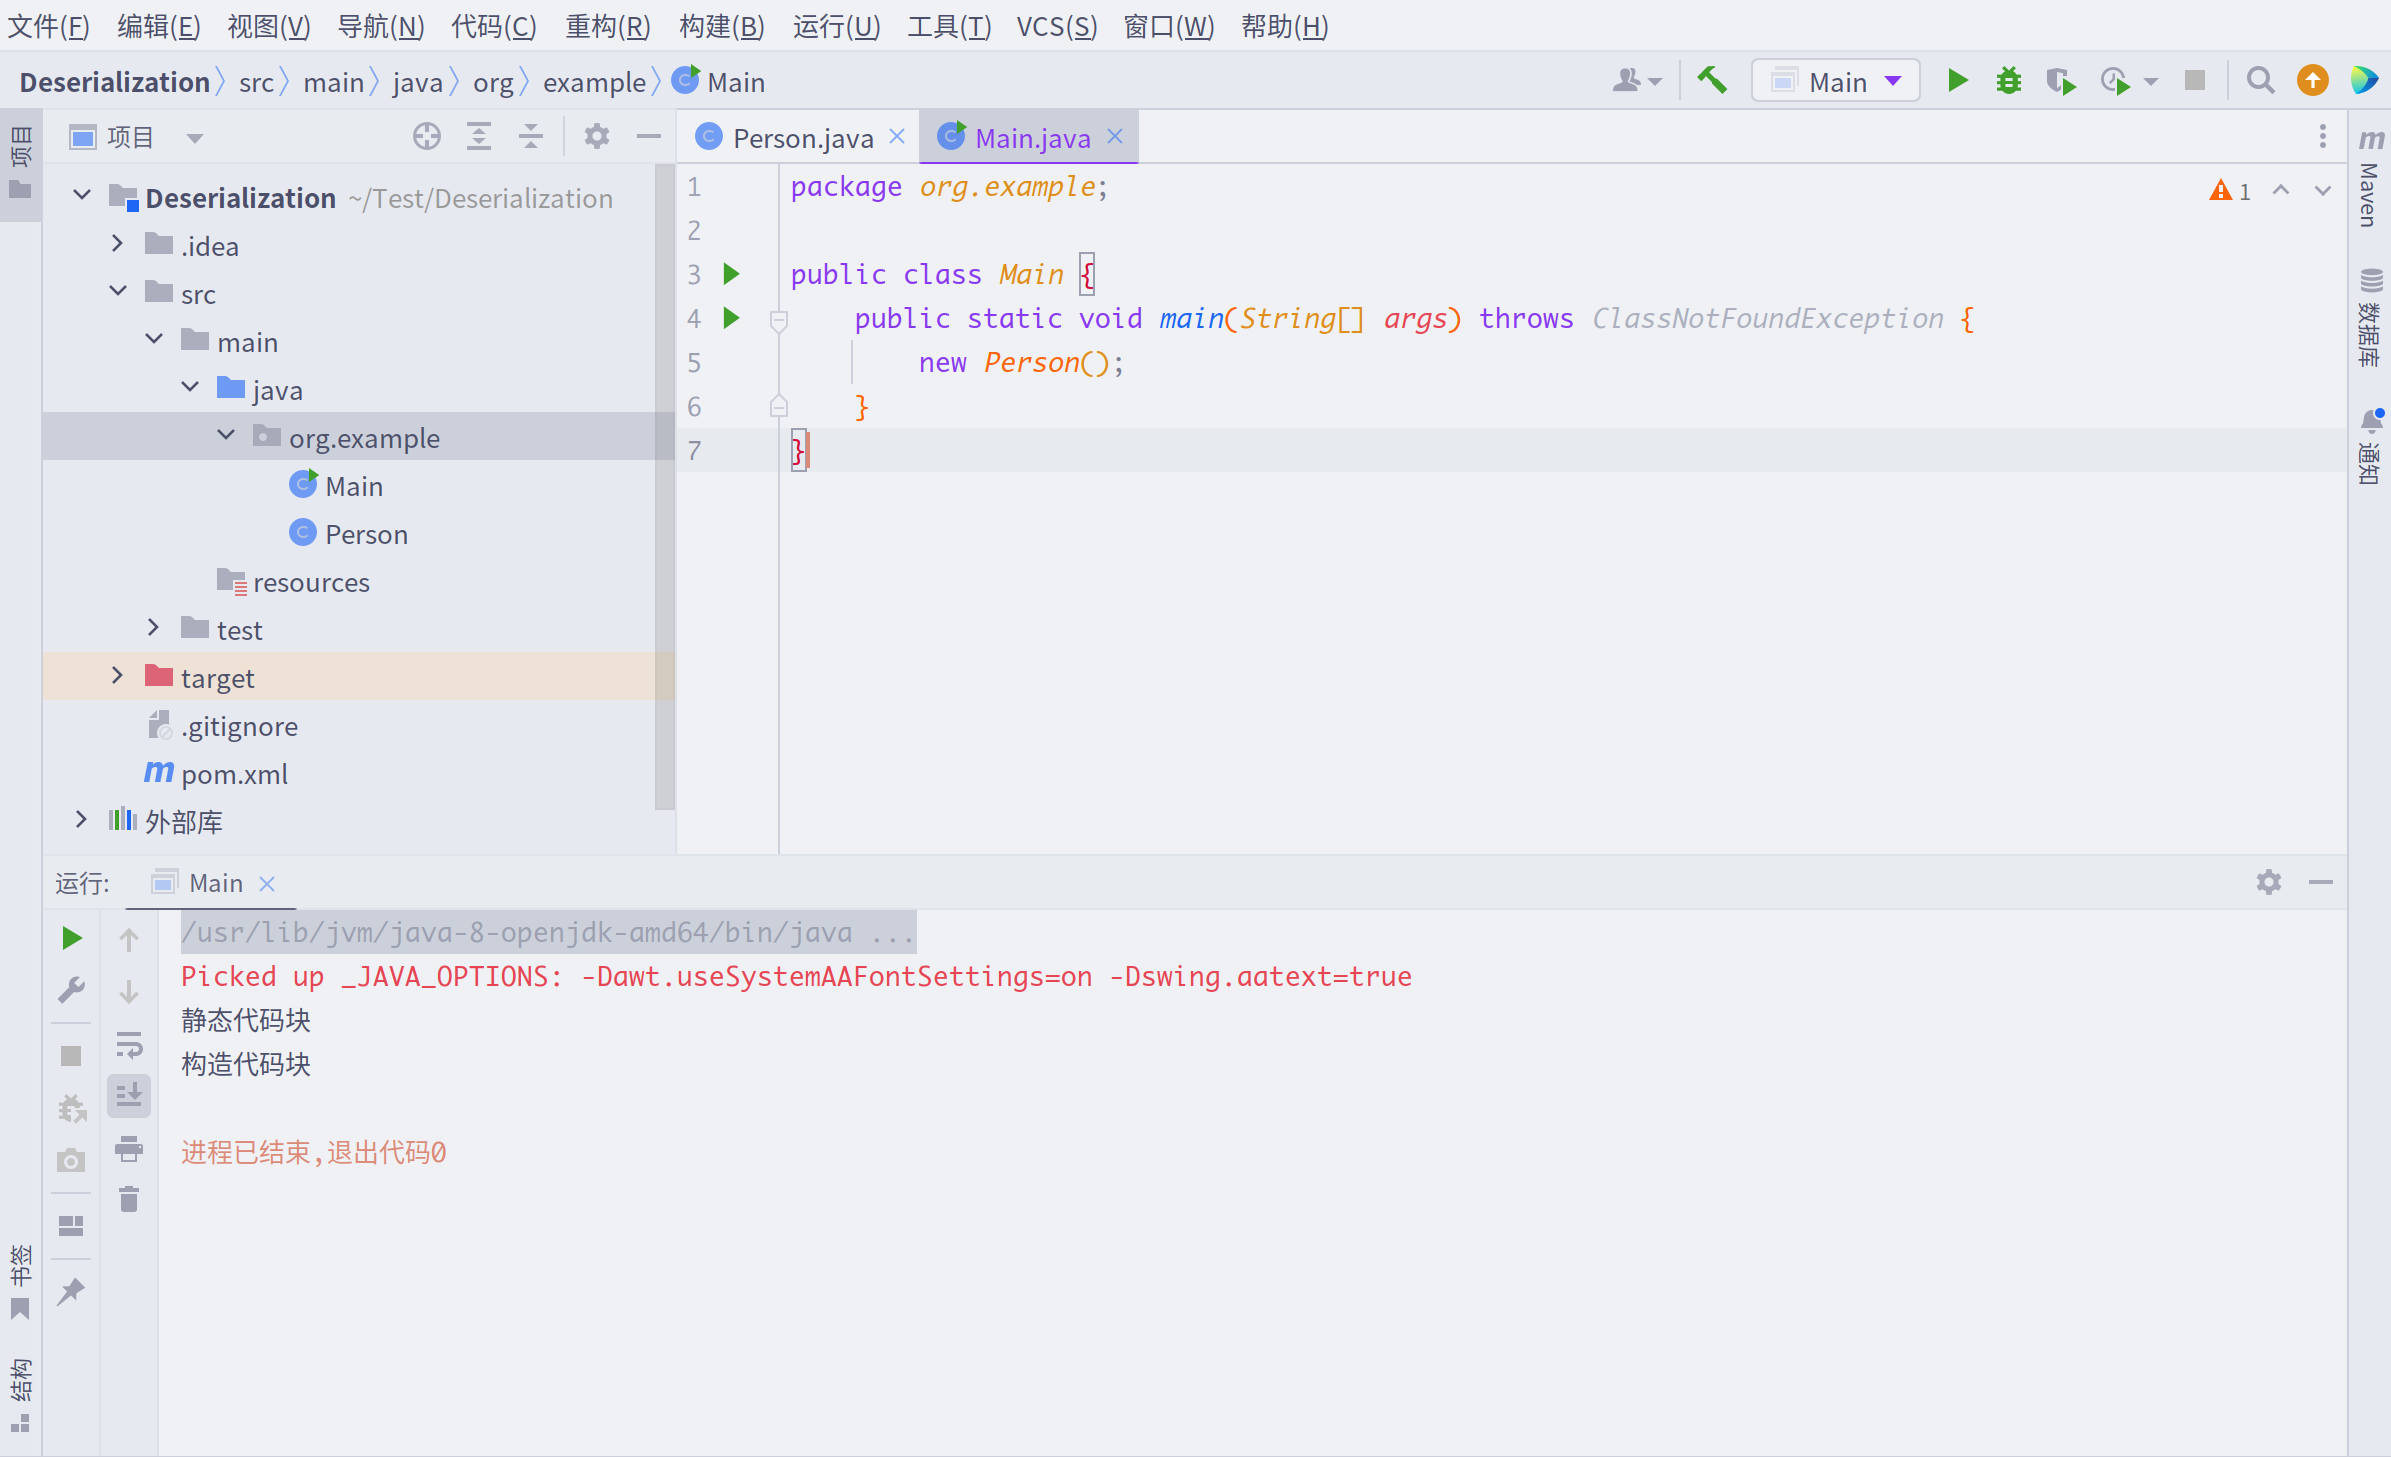 文件(F) 编辑(E) 视图(V) 导航(N) 代码(C) 重构(R) 构建(B) 运行(U) 工具(T) VCS(S) 窗口(W) 帮助(H)
Deserialization src main java org example Main
Main
项目
项目
Deserialization ~/Test/Deserialization
.idea
src
main
java
org.example
Main
Person
resources
test
target
.gitignore
pom.xml
外部库
Person.java Main.java
1 package org.example;
2
3 public class Main {
4 public static void main(String[] args) throws ClassNotFoundException {
5 new Person();
6 }
7 }
1
Maven
数据库
通知
运行: Main
/usr/lib/jvm/java-8-openjdk-amd64/bin/java ...
Picked up _JAVA_OPTIONS: -Dawt.useSystemAAFontSettings=on -Dswing.aatext=true
静态代码块
构造代码块
进程已结束,退出代码0
书签
结构